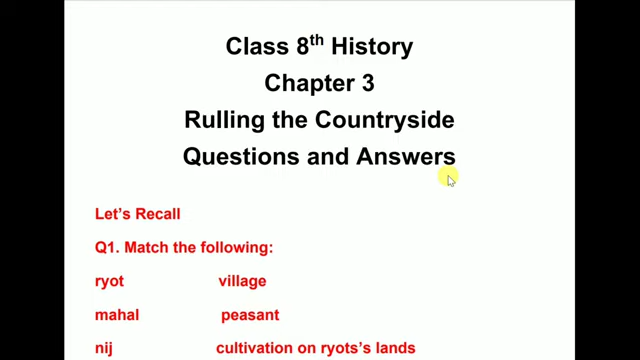 Class 8th History
Chapter 3
Rulling the Countryside
Questions and Answers
Let's Recall
Q1. Match the following:
ryot village
mahal peasant
nij cultivation on ryots's lands